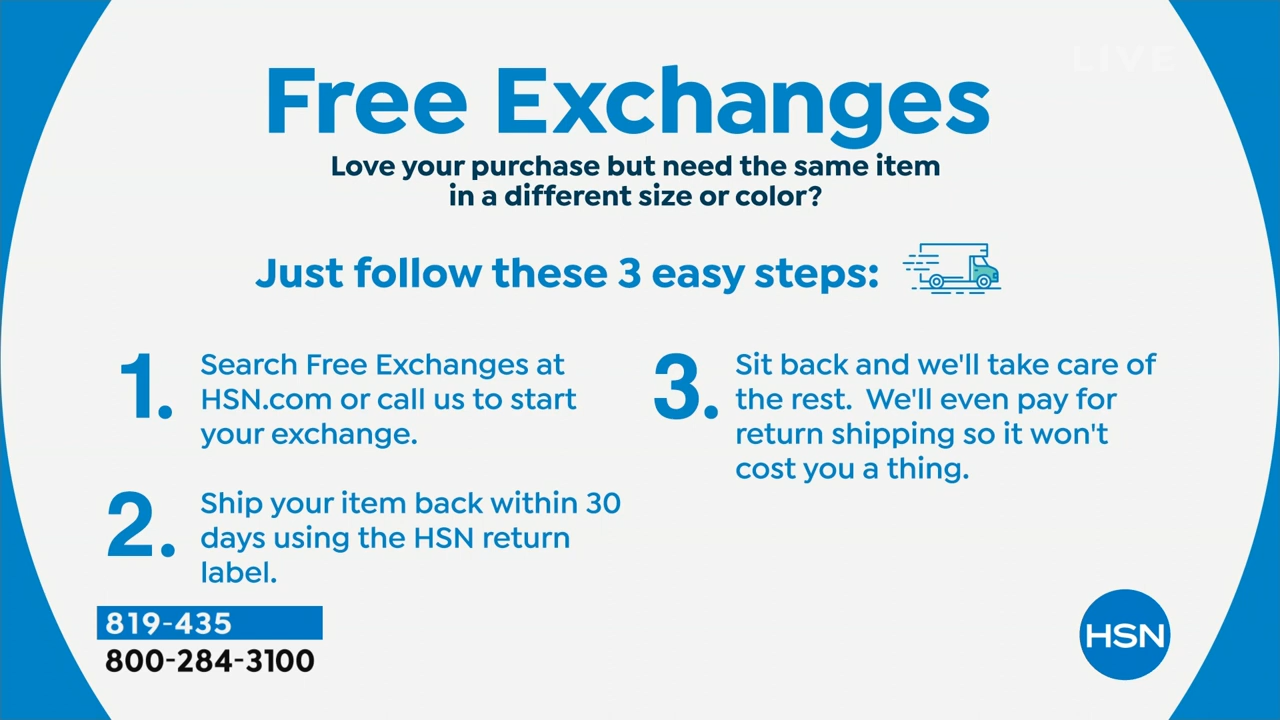 LIVE
Free Exchanges
Love your purchase but need the same item
in a different size or color?
Just follow these 3 easy steps:
1. Search Free Exchanges at
HSN.com or call us to start
your exchange.
2. Ship your item back within 30
days using the HSN return
label.
3. Sit back and we'll take care of
the rest. We'll even pay for
return shipping so it won't
cost you a thing.
819-435
800-284-3100
HSN